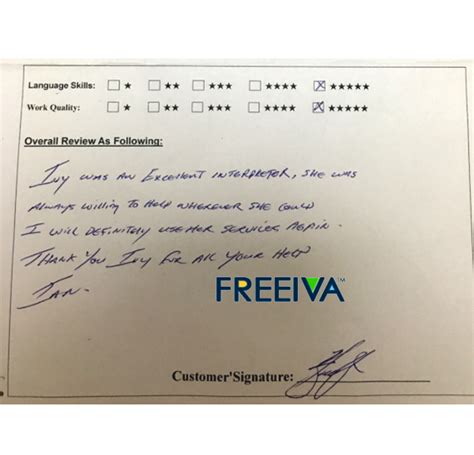 Language Skills: ☐ ★ ☐ ★★ ☐ ★★★ ☐ ★★★★ ☒ ★★★★★
Work Quality: ☐ ★ ☐ ★★ ☐ ★★★ ☐ ★★★★ ☒ ★★★★★
Overall Review As Following:
Ivy was an Excellent interpreter, she was
always willing to help wherever she could
I will definitely use her services again.
Thank You Ivy for all your help
Ian.
FREEIVA™
Customer'Signature: